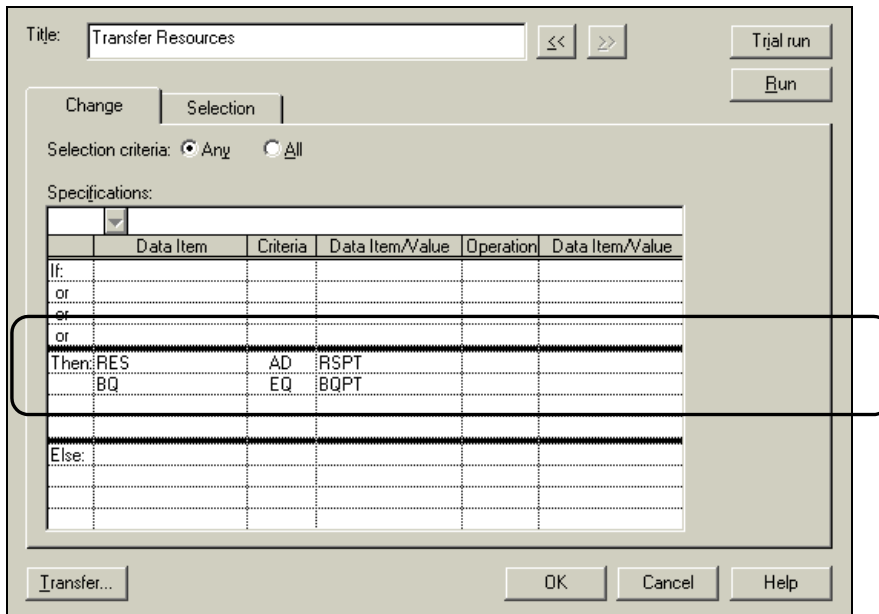 Title: Transfer Resources << >> Trial run
Run
Change Selection
Selection criteria: Any All
Specifications:
Data Item Criteria Data Item/Value Operation Data Item/Value
If:
or
or
or
Then: RES AD RSPT
BQ EQ BQPT
Else:
Transfer... OK Cancel Help